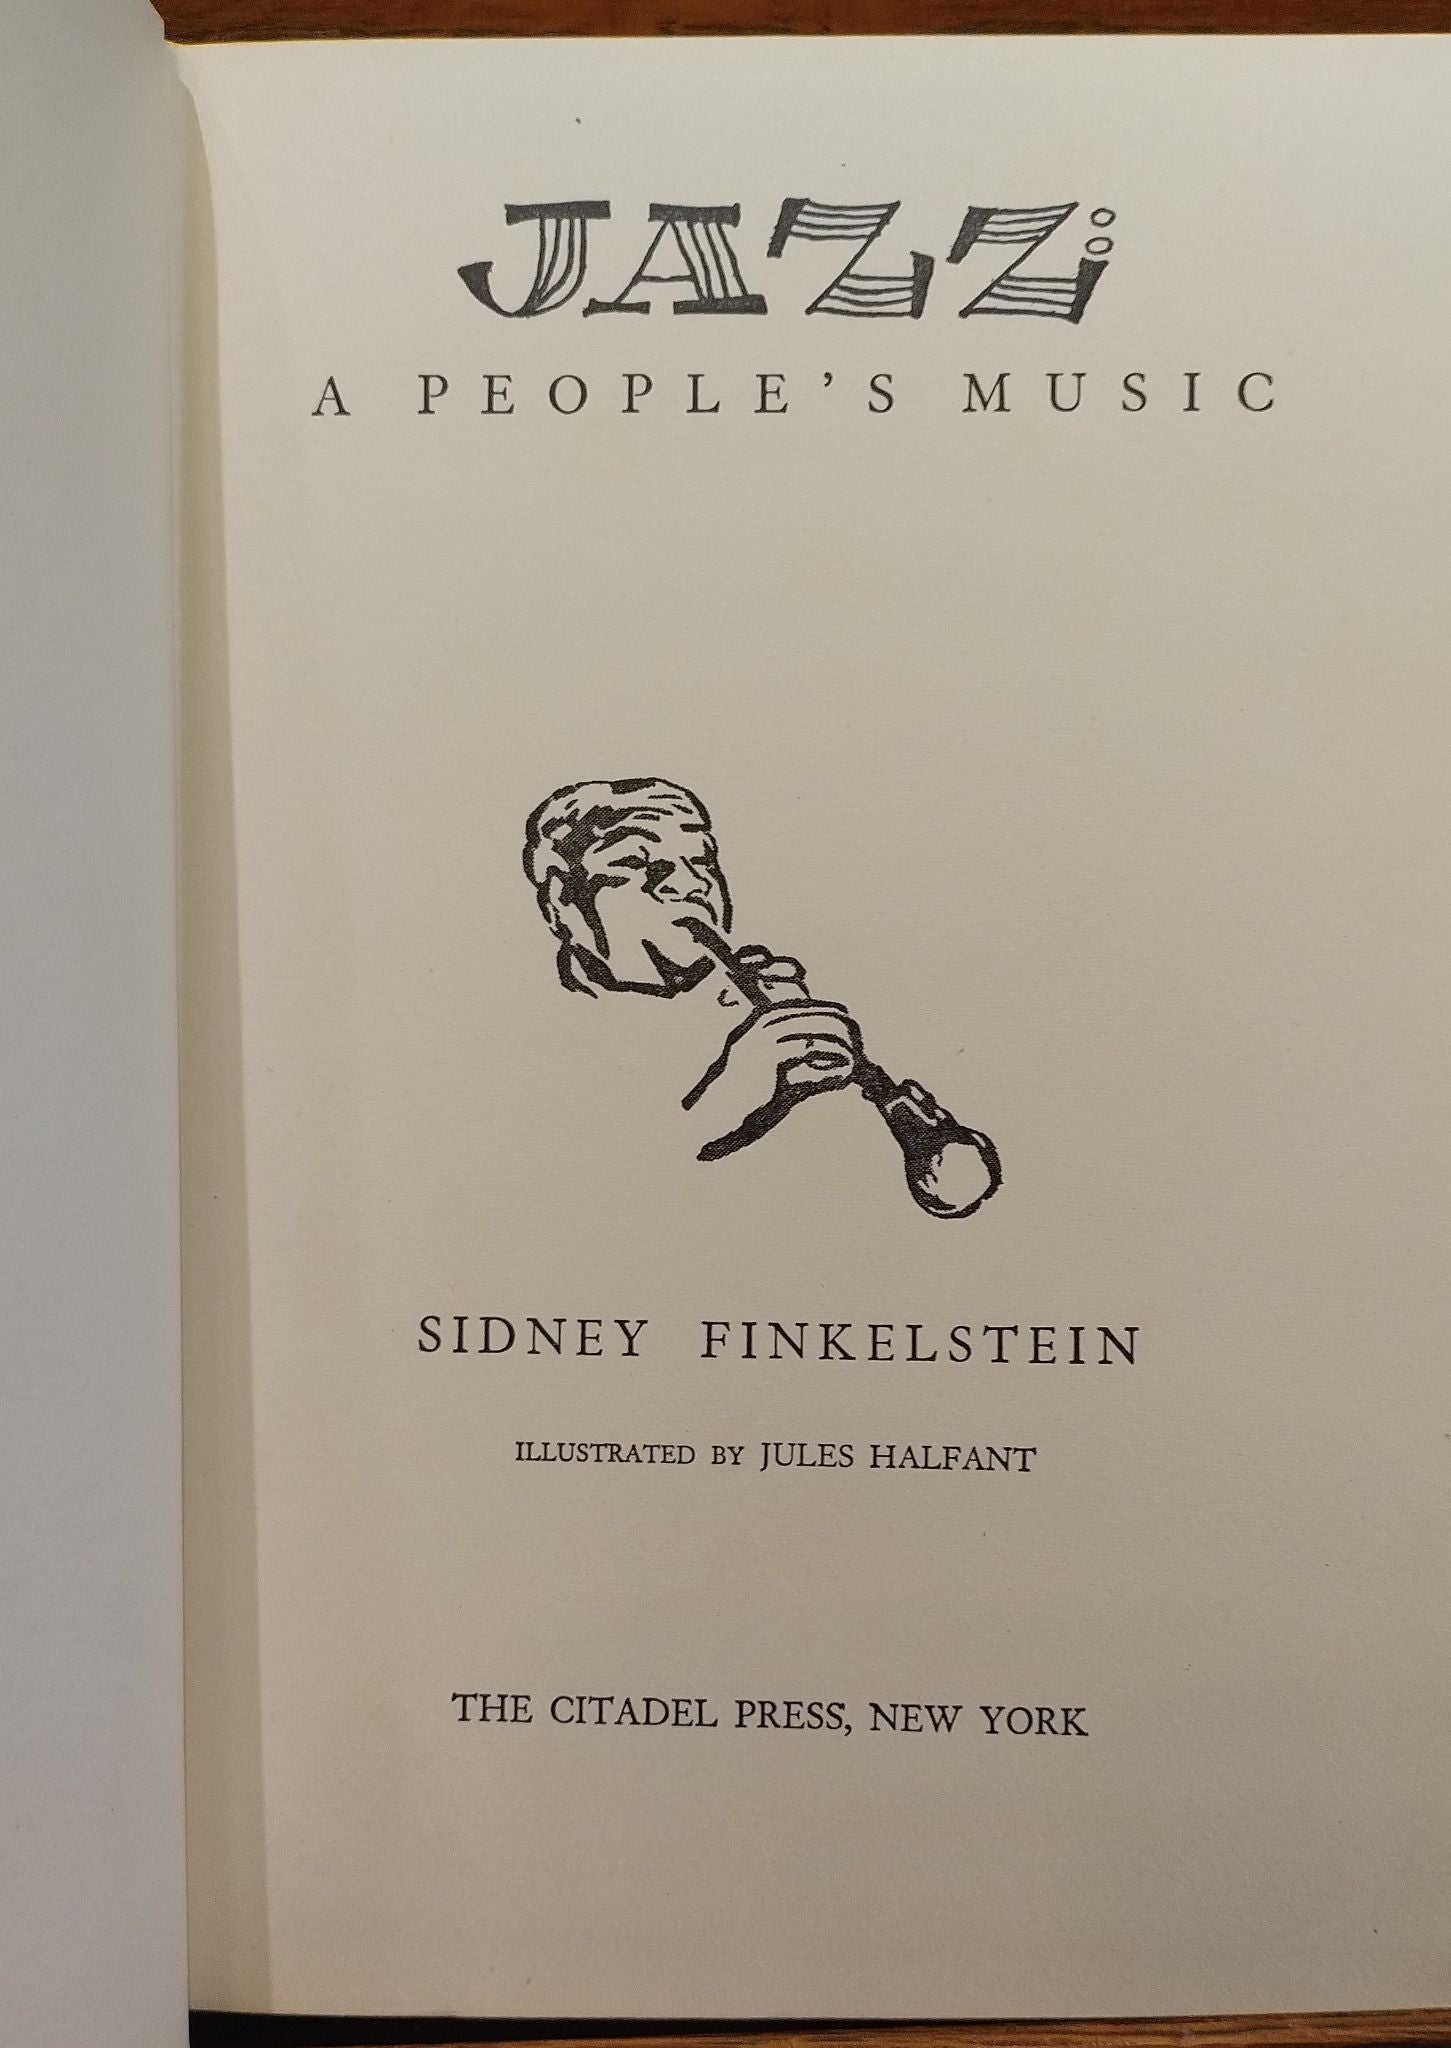 JAZZ:
A PEOPLE'S MUSIC
SIDNEY FINKELSTEIN
ILLUSTRATED BY JULES HALFANT
THE CITADEL PRESS, NEW YORK